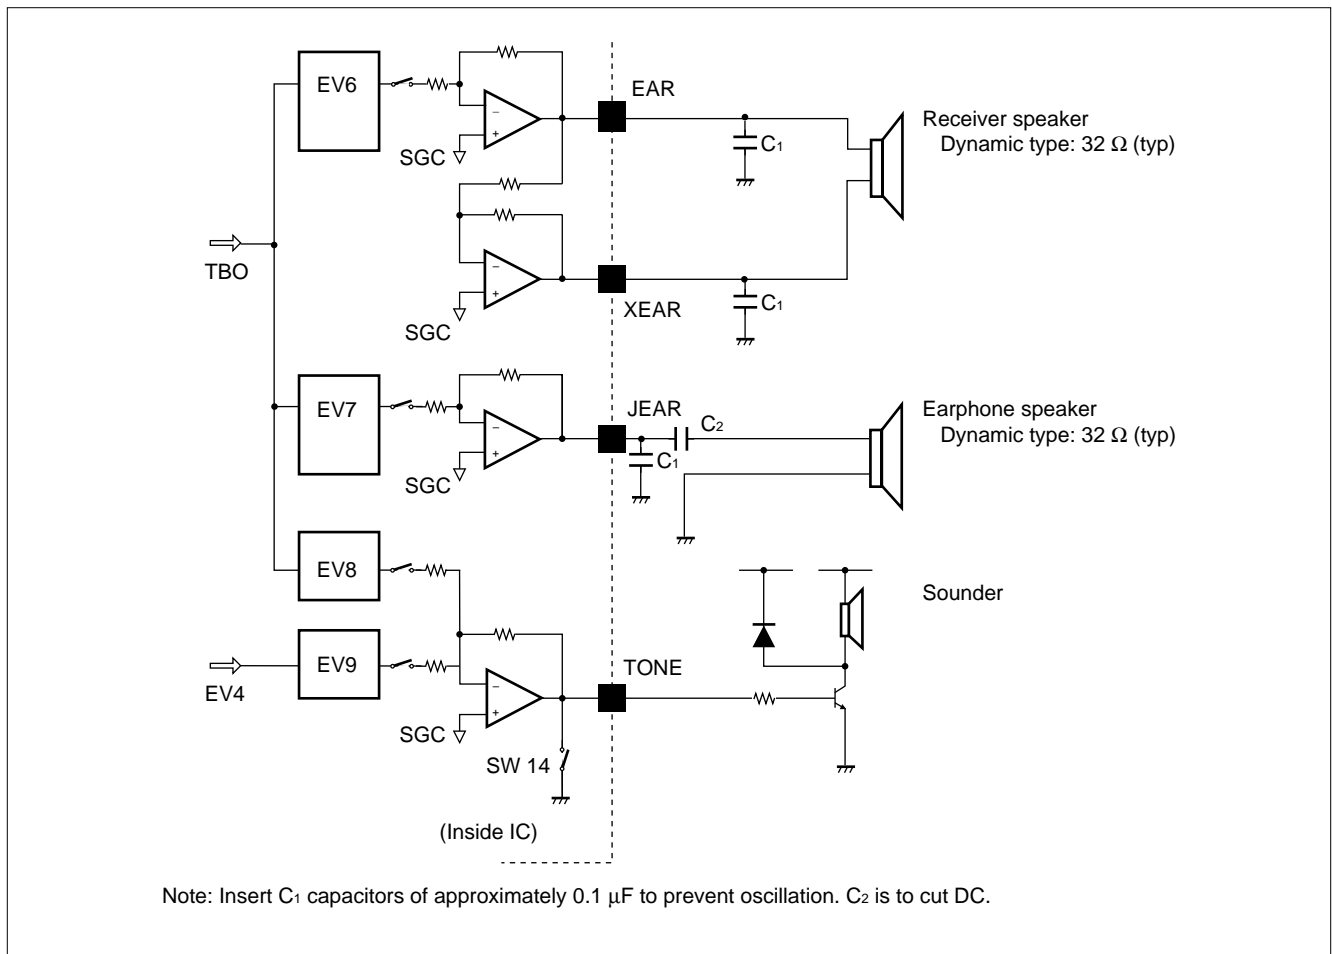 EV6
EAR
Receiver speaker
Dynamic type: 32 Ω (typ)
−
+
SGC
C1
TBO
−
+
SGC
XEAR
C1
EV7
JEAR
C2
Earphone speaker
Dynamic type: 32 Ω (typ)
−
+
SGC
C1
EV8
Sounder
EV9
EV4
TONE
−
+
SGC
SW 14
(Inside IC)
Note: Insert C1 capacitors of approximately 0.1 μF to prevent oscillation. C2 is to cut DC.